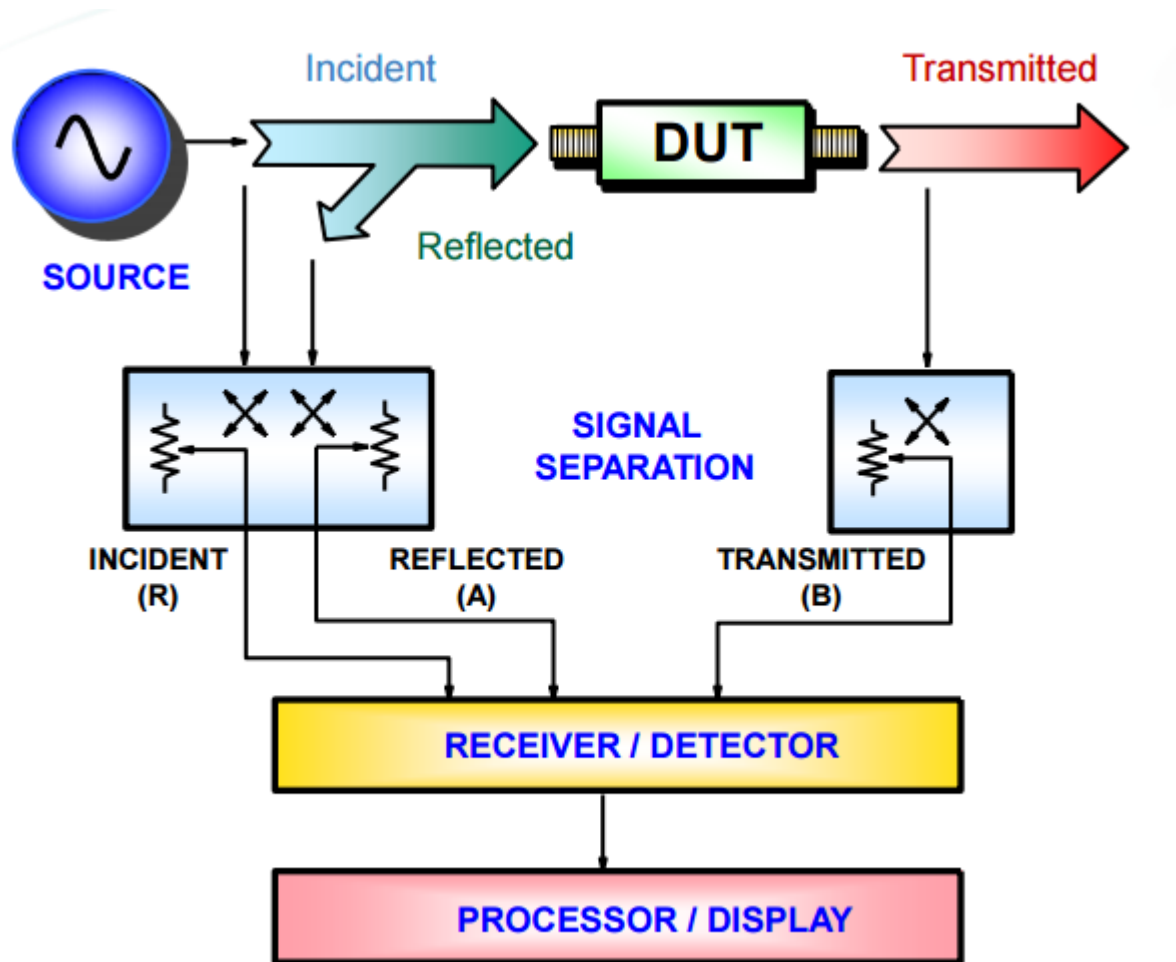 Incident
Transmitted
DUT
Reflected
SOURCE
SIGNAL
SEPARATION
INCIDENT
(R)
REFLECTED
(A)
TRANSMITTED
(B)
RECEIVER / DETECTOR
PROCESSOR / DISPLAY